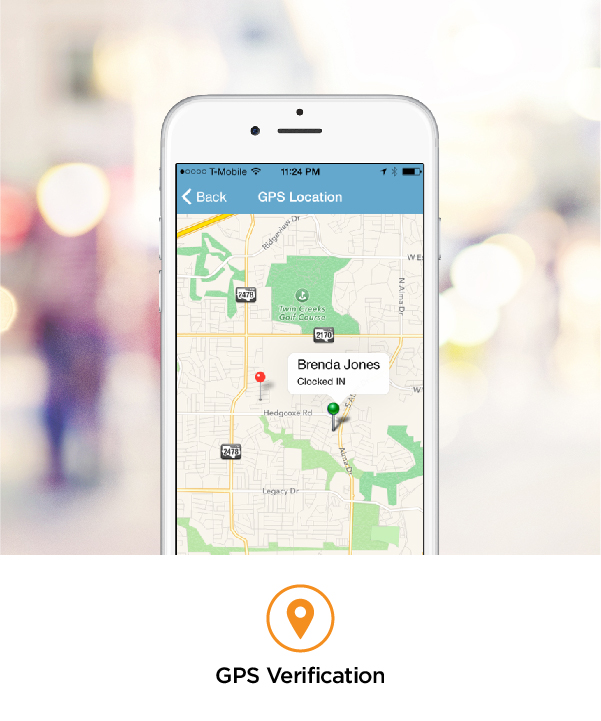 T-Mobile 11:24 PM
Back GPS Location
Ridgeview Dr
W E
2478
N Alma Dr
Twin Creeks
Golf Course
2170
Brenda Jones
Clocked IN
W
S A
Hedgcoxe Rd
Alma Dr
2478
Legacy Dr
GPS Verification